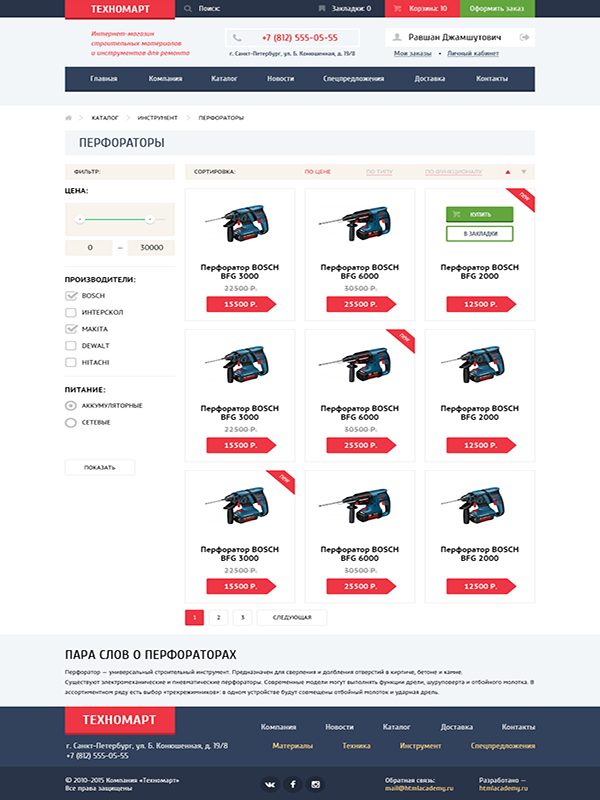 ТЕХНОМАРТ
Поиск:
Закладки: 0
Корзина: 10
Оформить заказ
Интернет-магазин
строительных материалов
и инструментов для ремонта
+7 (812) 555-05-55
г. Санкт-Петербург, ул. Б. Конюшенная, д. 19/8
Равшан Джамшутович
Мои заказы • Личный кабинет
Главная
Компания
Каталог
Новости
Спецпредложения
Доставка
Контакты
КАТАЛОГ
ИНСТРУМЕНТ
ПЕРФОРАТОРЫ
ПЕРФОРАТОРЫ
ФИЛЬТР:
СОРТИРОВКА:
ПО ЦЕНЕ
ПО ТИПУ
ПО ФУНКЦИОНАЛУ
ЦЕНА:
0 – 30000
ПРОИЗВОДИТЕЛИ:
BOSCH
ИНТЕРСКОЛ
MAKITA
DEWALT
HITACHI
ПИТАНИЕ:
АККУМУЛЯТОРНЫЕ
СЕТЕВЫЕ
ПОКАЗАТЬ
Перфоратор BOSCH
BFG 3000
22500 Р.
15500 Р.
Перфоратор BOSCH
BFG 6000
30500 Р.
25500 Р.
new
КУПИТЬ
В ЗАКЛАДКИ
Перфоратор BOSCH
BFG 2000
12500 Р.
Перфоратор BOSCH
BFG 3000
22500 Р.
15500 Р.
new
Перфоратор BOSCH
BFG 6000
30500 Р.
25500 Р.
Перфоратор BOSCH
BFG 2000
12500 Р.
new
Перфоратор BOSCH
BFG 3000
22500 Р.
15500 Р.
Перфоратор BOSCH
BFG 6000
30500 Р.
25500 Р.
Перфоратор BOSCH
BFG 2000
12500 Р.
1
2
3
СЛЕДУЮЩАЯ
ПАРА СЛОВ О ПЕРФОРАТОРАХ
Перфоратор — универсальный строительный инструмент. Предназначен для сверления и долбления отверстий в кирпиче, бетоне и камне.
Существуют электромеханические и пневматические перфораторы. Современные модели могут выполнять функции дрели, шуруповерта и отбойного молотка. В
ассортиментном ряду есть выбор «трехрежимников»: в одном устройстве будут совмещены отбойный молоток и ударная дрель.
ТЕХНОМАРТ
г. Санкт-Петербург, ул. Б. Конюшенная, д. 19/8
+7 (812) 555-05-55
Компания
Новости
Каталог
Доставка
Контакты
Материалы
Техника
Инструмент
Спецпредложения
© 2010–2015 Компания «Техномарт»
Все права защищены
Обратная связь:
mail@htmlacademy.ru
Разработано —
htmlacademy.ru